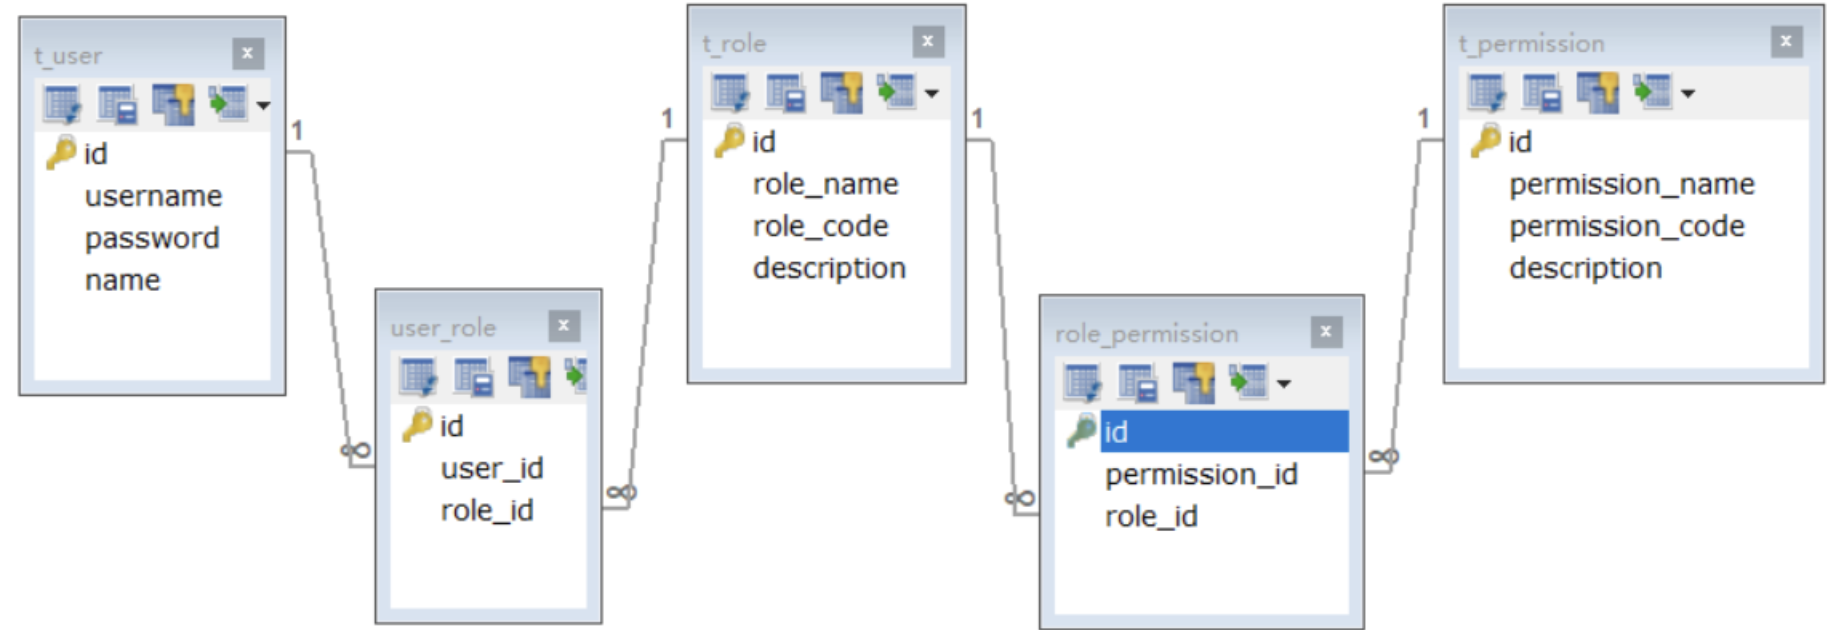 t_user
x
1
id
username
password
name
user_role
x
∞
id
user_id
role_id
∞
t_role
x
1
1
id
role_name
role_code
description
role_permission
x
∞
id
permission_id
role_id
∞
t_permission
x
1
id
permission_name
permission_code
description